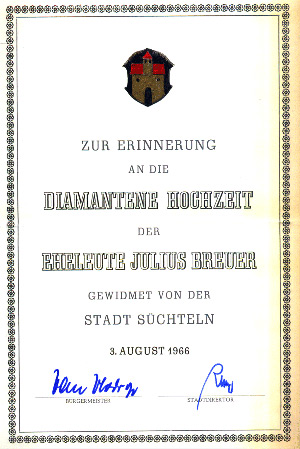 ZUR ERINNERUNG
AN DIE
DIAMANTENE HOCHZEIT
DER
EHELEUTE JULIUS BREUER
GEWIDMET VON DER
STADT SÜCHTELN
3. AUGUST 1966
BÜRGERMEISTER STADTDIREKTOR